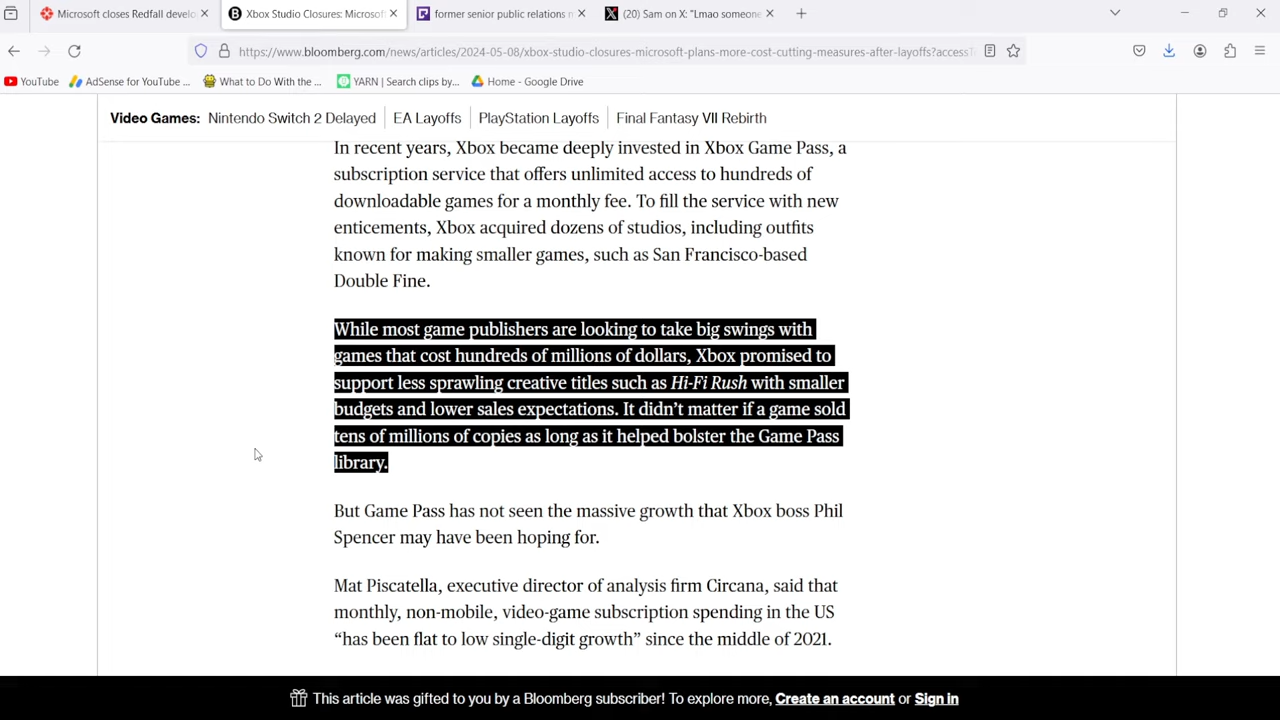 Microsoft closes Redfall develo
Xbox Studio Closures: Microsof
former senior public relations n
(20) Sam on X: "Lmao someone
https://www.bloomberg.com/news/articles/2024-05-08/xbox-studio-closures-microsoft-plans-more-cost-cutting-measures-after-layoffs?access
YouTube
AdSense for YouTube ...
What to Do With the ...
YARN | Search clips by...
Home - Google Drive
Video Games:
Nintendo Switch 2 Delayed
EA Layoffs
PlayStation Layoffs
Final Fantasy VII Rebirth
In recent years, Xbox became deeply invested in Xbox Game Pass, a
subscription service that offers unlimited access to hundreds of
downloadable games for a monthly fee. To fill the service with new
enticements, Xbox acquired dozens of studios, including outfits
known for making smaller games, such as San Francisco-based
Double Fine.
While most game publishers are looking to take big swings with
games that cost hundreds of millions of dollars, Xbox promised to
support less sprawling creative titles such as Hi-Fi Rush with smaller
budgets and lower sales expectations. It didn't matter if a game sold
tens of millions of copies as long as it helped bolster the Game Pass
library.
But Game Pass has not seen the massive growth that Xbox boss Phil
Spencer may have been hoping for.
Mat Piscatella, executive director of analysis firm Circana, said that
monthly, non-mobile, video-game subscription spending in the US
"has been flat to low single-digit growth" since the middle of 2021.
This article was gifted to you by a Bloomberg subscriber! To explore more, Create an account or Sign in